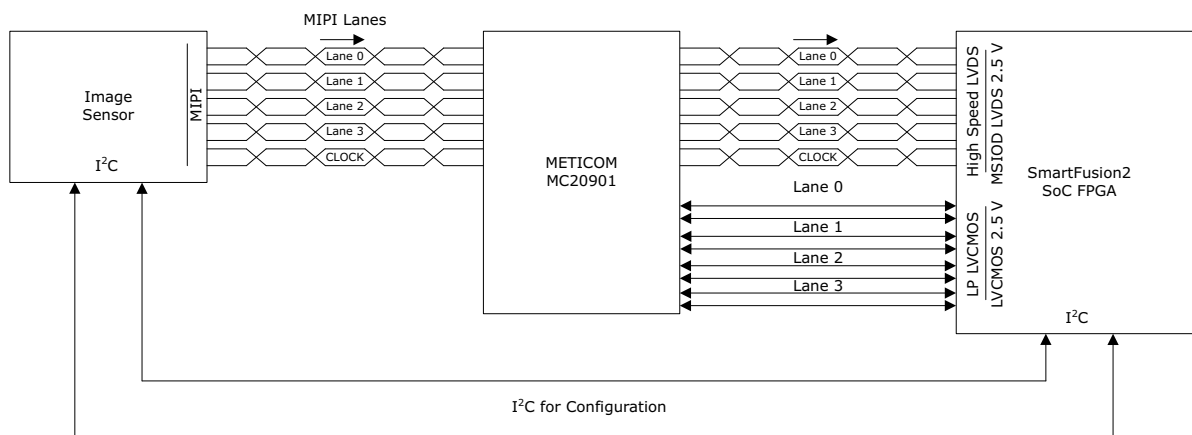 MIPI Lanes
Lane 0
Lane 1
Lane 2
Lane 3
CLOCK
Image
Sensor
MIPI
I²C
METICOM
MC20901
Lane 0
Lane 1
Lane 2
Lane 3
CLOCK
Lane 0
Lane 1
Lane 2
Lane 3
High Speed LVDS
MSIOD LVDS 2.5 V
LP LVCMOS
LVCMOS 2.5 V
SmartFusion2
SoC FPGA
I²C
I²C for Configuration